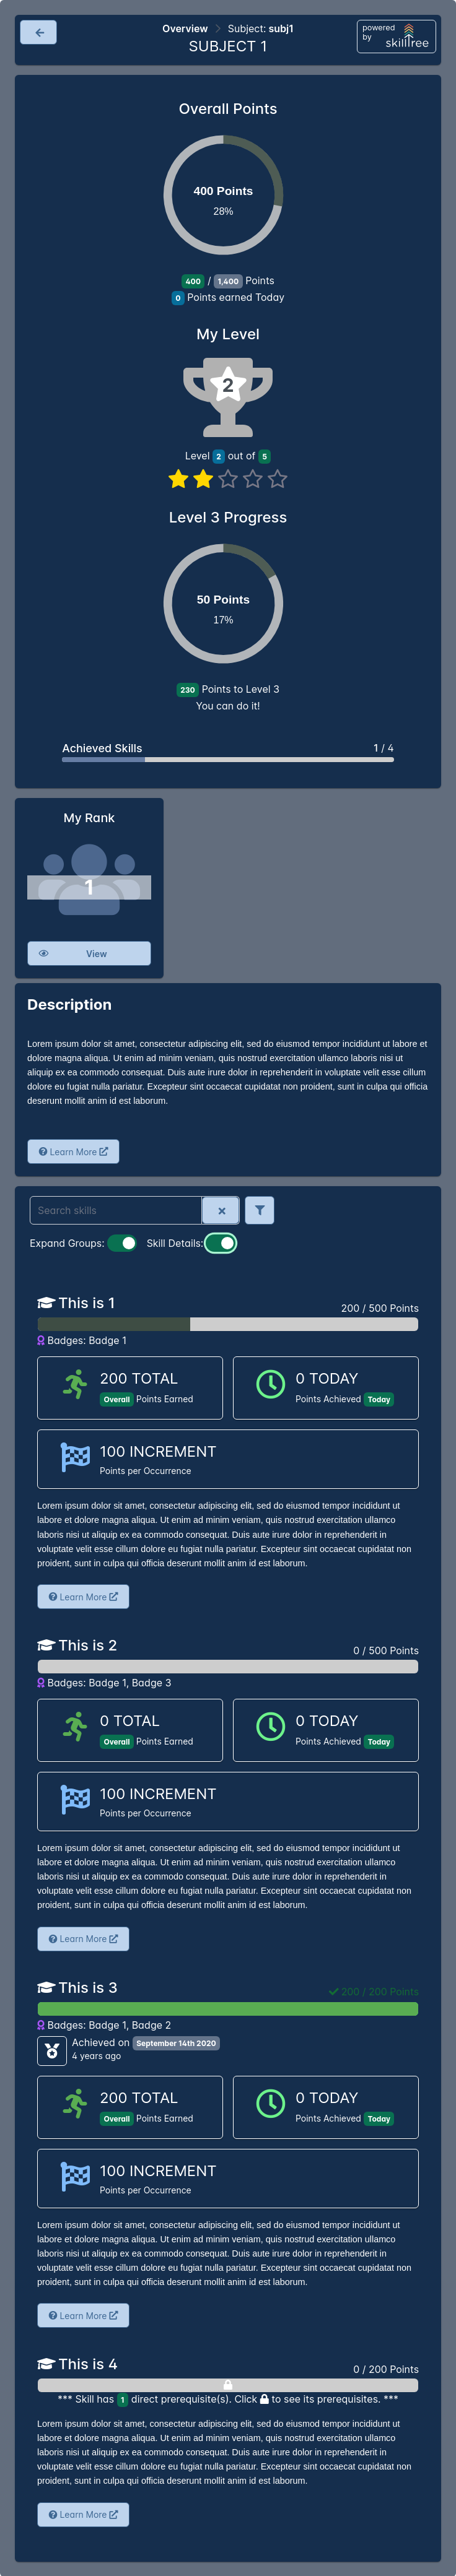 Overview > Subject: subj1
SUBJECT 1
powered
by
skilltree
Overall Points
400 Points
28%
400 / 1,400 Points
0 Points earned Today
My Level
2
Level 2 out of 5
Level 3 Progress
50 Points
17%
230 Points to Level 3
You can do it!
Achieved Skills 1 / 4
My Rank
1
View
Description
Lorem ipsum dolor sit amet, consectetur adipiscing elit, sed do eiusmod tempor incididunt ut labore et
dolore magna aliqua. Ut enim ad minim veniam, quis nostrud exercitation ullamco laboris nisi ut
aliquip ex ea commodo consequat. Duis aute irure dolor in reprehenderit in voluptate velit esse cillum
dolore eu fugiat nulla pariatur. Excepteur sint occaecat cupidatat non proident, sunt in culpa qui officia
deserunt mollit anim id est laborum.
Learn More
Search skills
Expand Groups: Skill Details:
This is 1 200 / 500 Points
Badges: Badge 1
200 TOTAL
Overall Points Earned
0 TODAY
Points Achieved Today
100 INCREMENT
Points per Occurrence
Lorem ipsum dolor sit amet, consectetur adipiscing elit, sed do eiusmod tempor incididunt ut
labore et dolore magna aliqua. Ut enim ad minim veniam, quis nostrud exercitation ullamco
laboris nisi ut aliquip ex ea commodo consequat. Duis aute irure dolor in reprehenderit in
voluptate velit esse cillum dolore eu fugiat nulla pariatur. Excepteur sint occaecat cupidatat non
proident, sunt in culpa qui officia deserunt mollit anim id est laborum.
Learn More
This is 2 0 / 500 Points
Badges: Badge 1, Badge 3
0 TOTAL
Overall Points Earned
0 TODAY
Points Achieved Today
100 INCREMENT
Points per Occurrence
Lorem ipsum dolor sit amet, consectetur adipiscing elit, sed do eiusmod tempor incididunt ut
labore et dolore magna aliqua. Ut enim ad minim veniam, quis nostrud exercitation ullamco
laboris nisi ut aliquip ex ea commodo consequat. Duis aute irure dolor in reprehenderit in
voluptate velit esse cillum dolore eu fugiat nulla pariatur. Excepteur sint occaecat cupidatat non
proident, sunt in culpa qui officia deserunt mollit anim id est laborum.
Learn More
This is 3 200 / 200 Points
Badges: Badge 1, Badge 2
Achieved on September 14th 2020
4 years ago
200 TOTAL
Overall Points Earned
0 TODAY
Points Achieved Today
100 INCREMENT
Points per Occurrence
Lorem ipsum dolor sit amet, consectetur adipiscing elit, sed do eiusmod tempor incididunt ut
labore et dolore magna aliqua. Ut enim ad minim veniam, quis nostrud exercitation ullamco
laboris nisi ut aliquip ex ea commodo consequat. Duis aute irure dolor in reprehenderit in
voluptate velit esse cillum dolore eu fugiat nulla pariatur. Excepteur sint occaecat cupidatat non
proident, sunt in culpa qui officia deserunt mollit anim id est laborum.
Learn More
This is 4 0 / 200 Points
*** Skill has 1 direct prerequisite(s). Click to see its prerequisites. ***
Lorem ipsum dolor sit amet, consectetur adipiscing elit, sed do eiusmod tempor incididunt ut
labore et dolore magna aliqua. Ut enim ad minim veniam, quis nostrud exercitation ullamco
laboris nisi ut aliquip ex ea commodo consequat. Duis aute irure dolor in reprehenderit in
voluptate velit esse cillum dolore eu fugiat nulla pariatur. Excepteur sint occaecat cupidatat non
proident, sunt in culpa qui officia deserunt mollit anim id est laborum.
Learn More